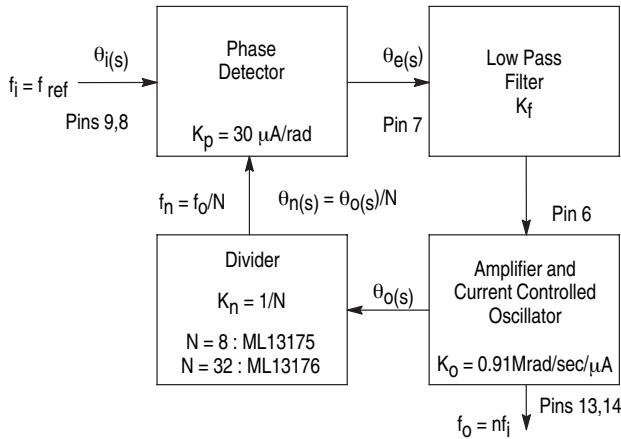 θi(s)
fi = f ref
Pins 9,8
Phase
Detector
Kp = 30 μA/rad
θe(s)
Pin 7
Low Pass
Filter
Kf
fn = fo/N
θn(s) = θo(s)/N
Pin 6
Divider
Kn = 1/N
N = 8 : ML13175
N = 32 : ML13176
θo(s)
Amplifier and
Current Controlled
Oscillator
Ko = 0.91Mrad/sec/μA
Pins 13,14
fo = nfi